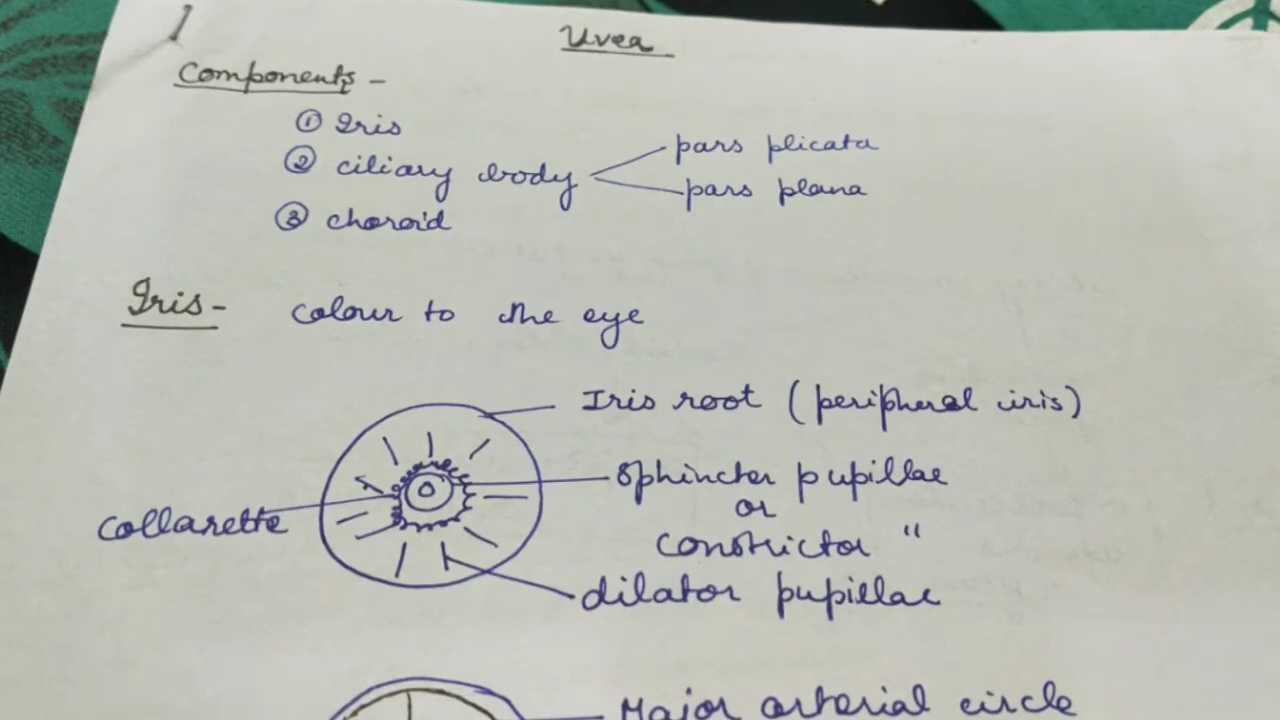 1
Uvea
Components -
① Iris
② ciliary body
pars plicata
pars plana
③ choroid
Iris - colour to the eye
Iris root (peripheral iris)
Sphincter pupillae
or
Constrictor "
collarette
dilator pupillae
Major arterial circle